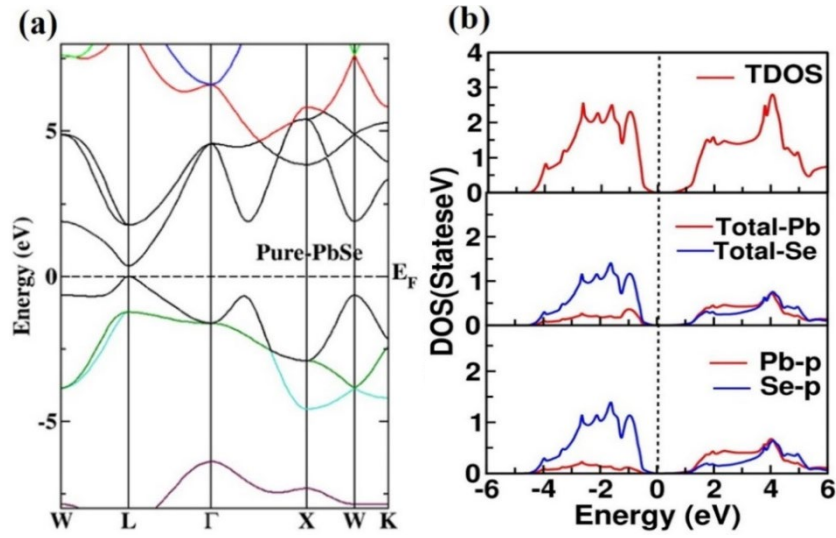 (a)
Energy (eV)
5
0
-5
Pure-PbSe
E_F
W L Γ X W K
(b)
DOS(StateseV)
4
3
2
1
0
TDOS
2
1
0
Total-Pb
Total-Se
2
1
0
Pb-p
Se-p
-6 -4 -2 0 2 4 6
Energy (eV)